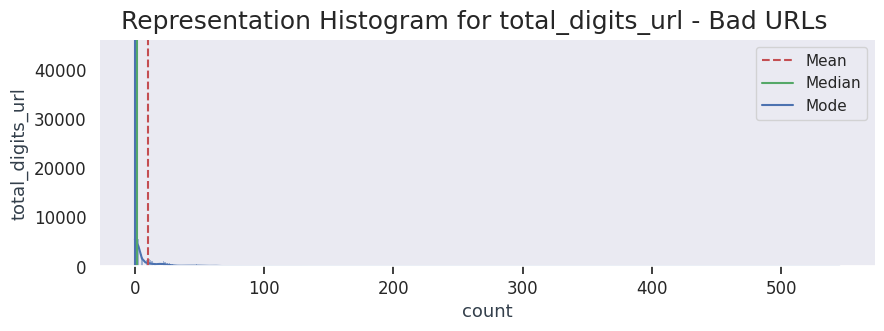 Representation Histogram for total_digits_url - Bad URLs
Mean
Median
Mode
total_digits_url
40000
30000
20000
10000
0
0 100 200 300 400 500
count